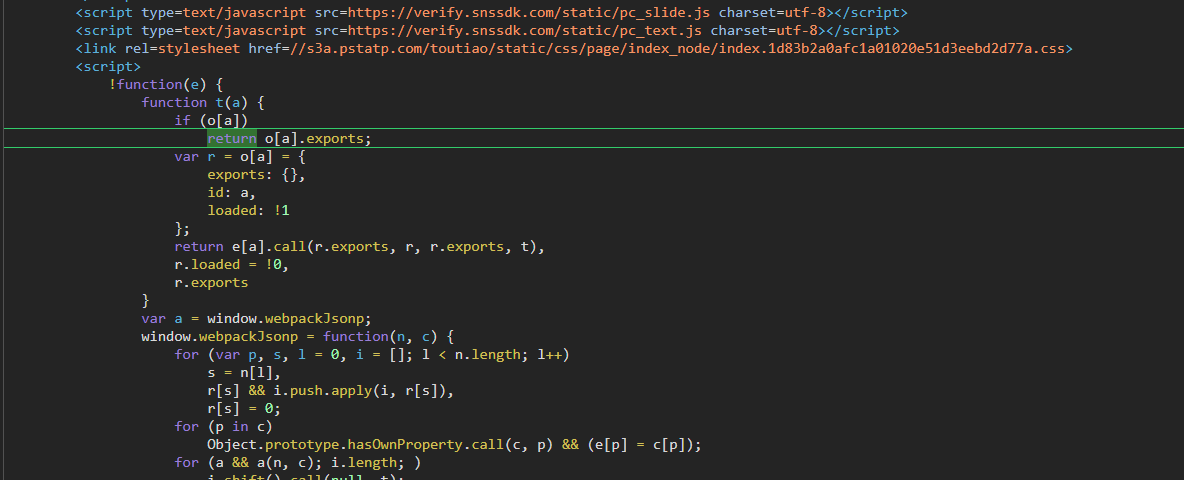 <script type=text/javascript src=https://verify.snssdk.com/static/pc_slide.js charset=utf-8></script>
<script type=text/javascript src=https://verify.snssdk.com/static/pc_text.js charset=utf-8></script>
<link rel=stylesheet href=//s3a.pstatp.com/toutiao/static/css/page/index_node/index.1d83b2a0afc1a01020e51d3eebd2d77a.css>
<script>
!function(e) {
function t(a) {
if (o[a])
return o[a].exports;
var r = o[a] = {
exports: {},
id: a,
loaded: !1
};
return e[a].call(r.exports, r, r.exports, t),
r.loaded = !0,
r.exports
}
var a = window.webpackJsonp;
window.webpackJsonp = function(n, c) {
for (var p, s, l = 0, i = []; l < n.length; l++)
s = n[l],
r[s] && i.push.apply(i, r[s]),
r[s] = 0;
for (p in c)
Object.prototype.hasOwnProperty.call(c, p) && (e[p] = c[p]);
for (a && a(n, c); i.length; )
i.shift().call(null, t);